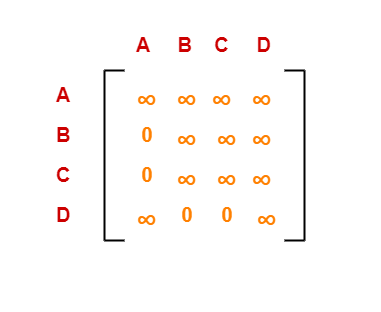 A B C D
A ∞ ∞ ∞ ∞
B 0 ∞ ∞ ∞
C 0 ∞ ∞ ∞
D ∞ 0 0 ∞